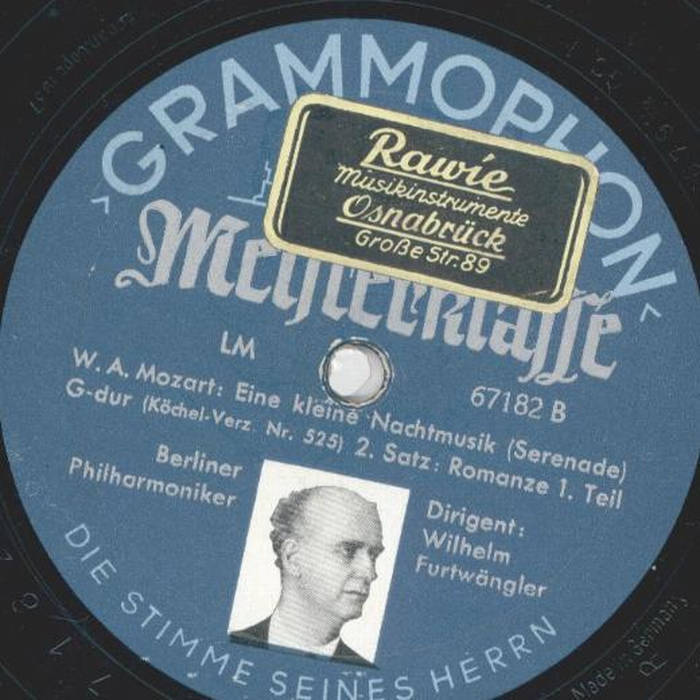 GRAMMOPHON
Rawie
Musikinstrumente
Osnabrück
Große Str. 89
Meisterklasse
LM
67182 B
W. A. Mozart: Eine kleine Nachtmusik (Serenade)
G-dur (Köchel-Verz. Nr. 525) 2. Satz: Romanze 1. Teil
Berliner
Philharmoniker
Dirigent:
Wilhelm
Furtwängler
DIE STIMME SEINES HERRN
Made in Germany